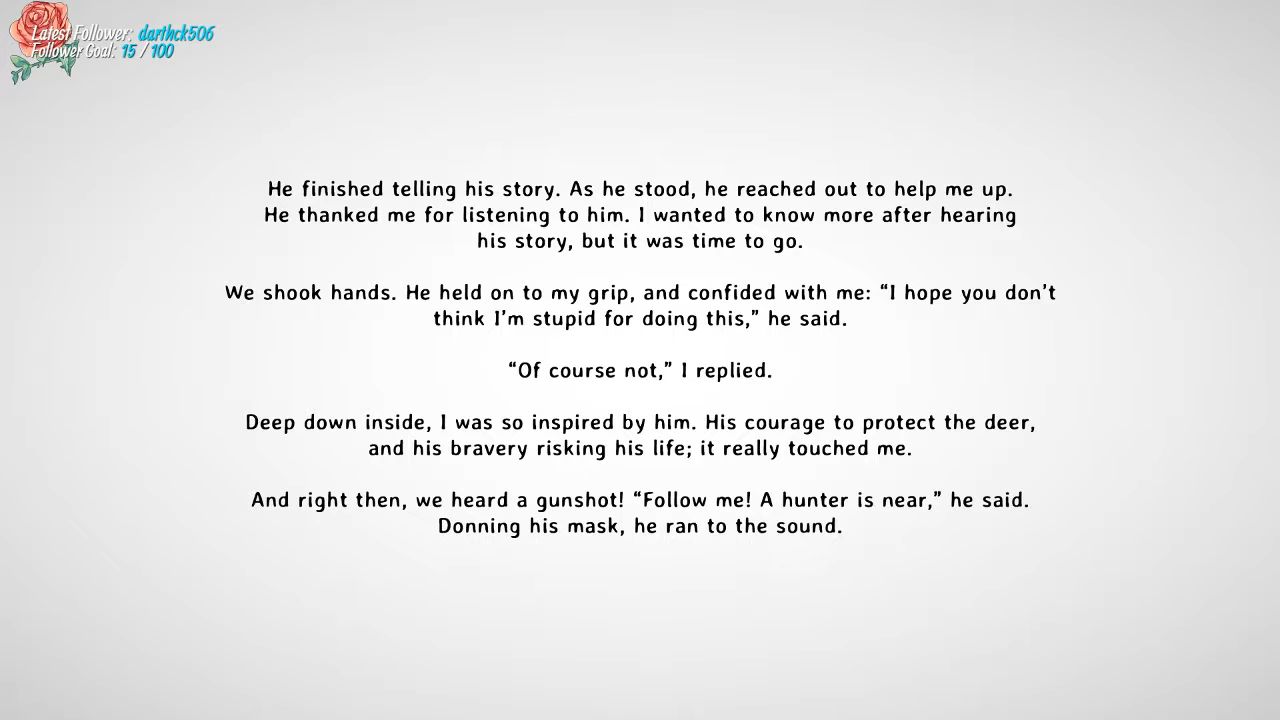 Latest Follower: darthck506
Follower Goal: 15 / 100
He finished telling his story. As he stood, he reached out to help me up.
He thanked me for listening to him. I wanted to know more after hearing
his story, but it was time to go.
We shook hands. He held on to my grip, and confided with me: “I hope you don’t
think I’m stupid for doing this,” he said.
“Of course not,” I replied.
Deep down inside, I was so inspired by him. His courage to protect the deer,
and his bravery risking his life; it really touched me.
And right then, we heard a gunshot! “Follow me! A hunter is near,” he said.
Donning his mask, he ran to the sound.